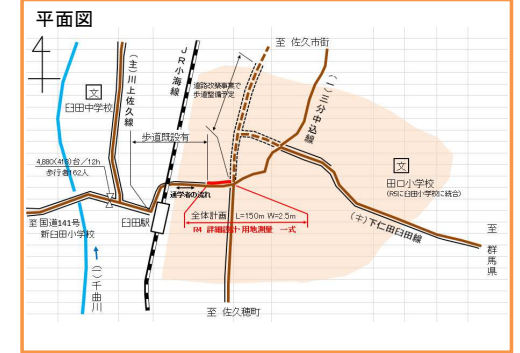 平面図
至 佐久市街
(主)川上佐久線
JR小海線
道路改築事業で
歩道整備予定
(一)三分中込線
文
臼田中学校
歩道既設有
4,880(416)台/12h
歩行者162人
通学者の流れ
文
田口小学校
(R5に臼田小学校に統合)
至国道141号
新臼田小学校
臼田駅
全体計画 L=150m W=2.5m
R4 詳細設計・用地測量 一式
(主)下仁田臼田線
至 群馬県
(一)千曲川
至 佐久穂町